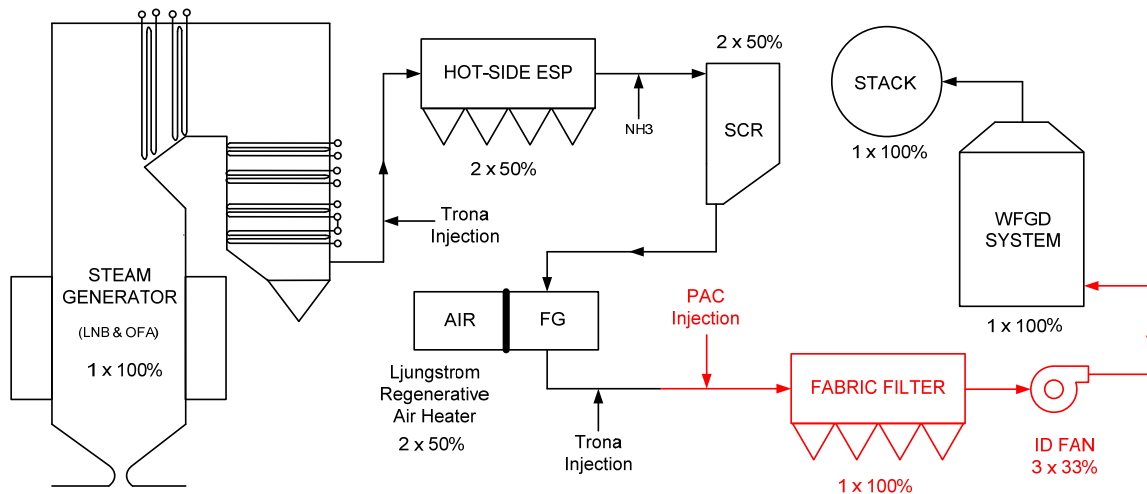 2 x 50%
HOT-SIDE ESP
STACK
NH3
SCR
2 x 50%
1 x 100%
Trona
Injection
WFGD
SYSTEM
STEAM
GENERATOR
(LNB & OFA)
1 x 100%
PAC
Injection
AIR
FG
1 x 100%
Ljungstrom
Regenerative
Air Heater
2 x 50%
FABRIC FILTER
Trona
Injection
ID FAN
3 x 33%
1 x 100%